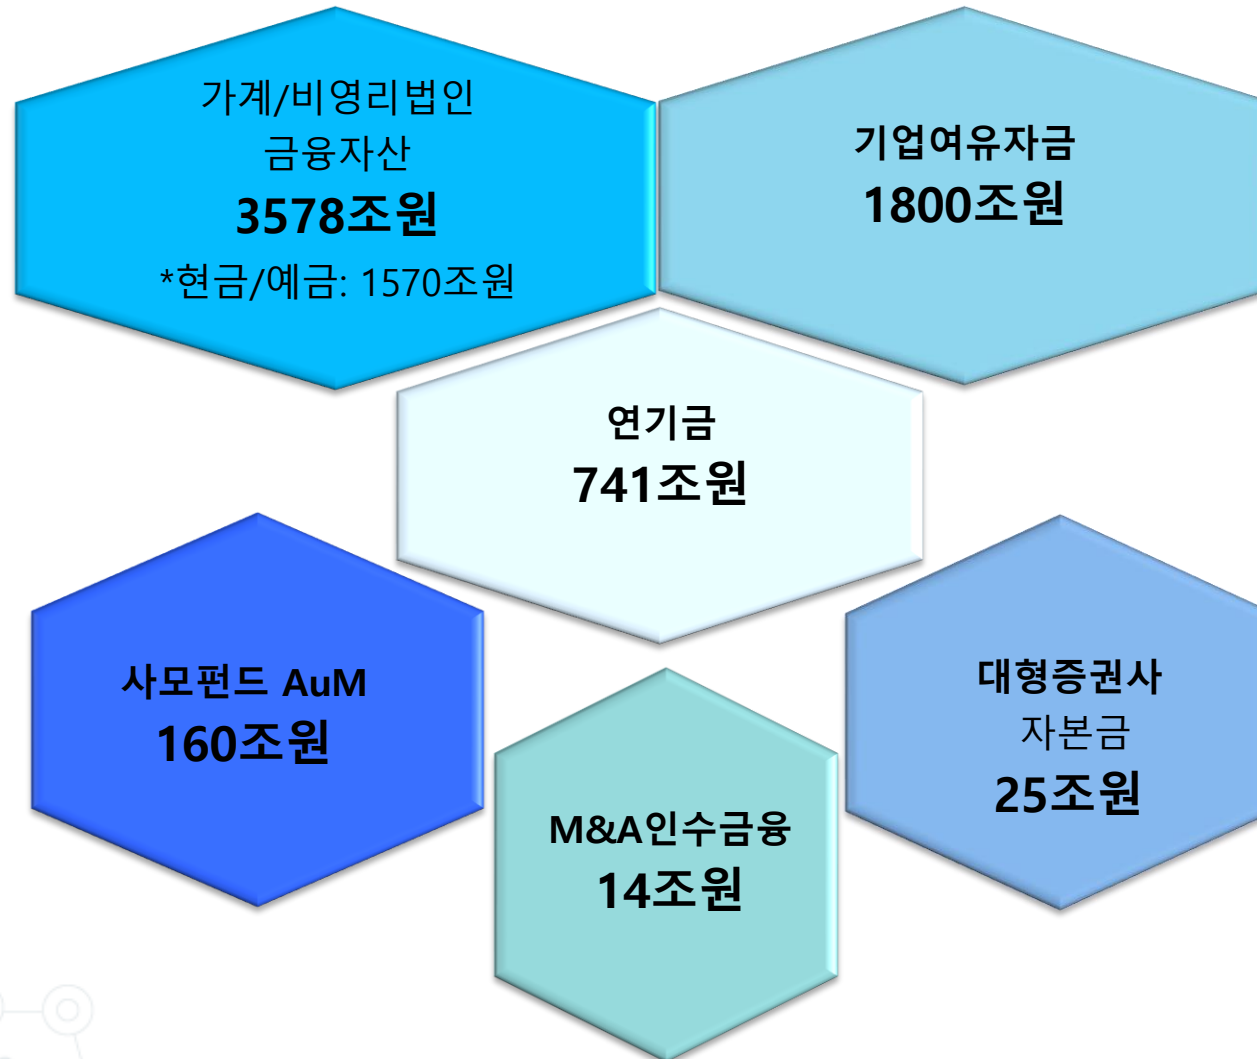 가계/비영리법인
금융자산
3578조원
*현금/예금: 1570조원
기업여유자금
1800조원
연기금
741조원
사모펀드 AuM
160조원
대형증권사
자본금
25조원
M&A인수금융
14조원